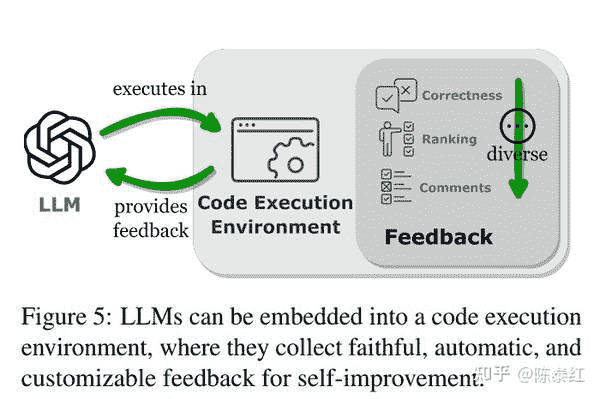 executes in
LLM
provides
feedback
Code Execution
Environment
Correctness
Ranking
Comments
diverse
Feedback
Figure 5: LLMs can be embedded into a code execution
environment, where they collect faithful, automatic, and
customizable feedback for self-improvement.
知乎 @陈泰红